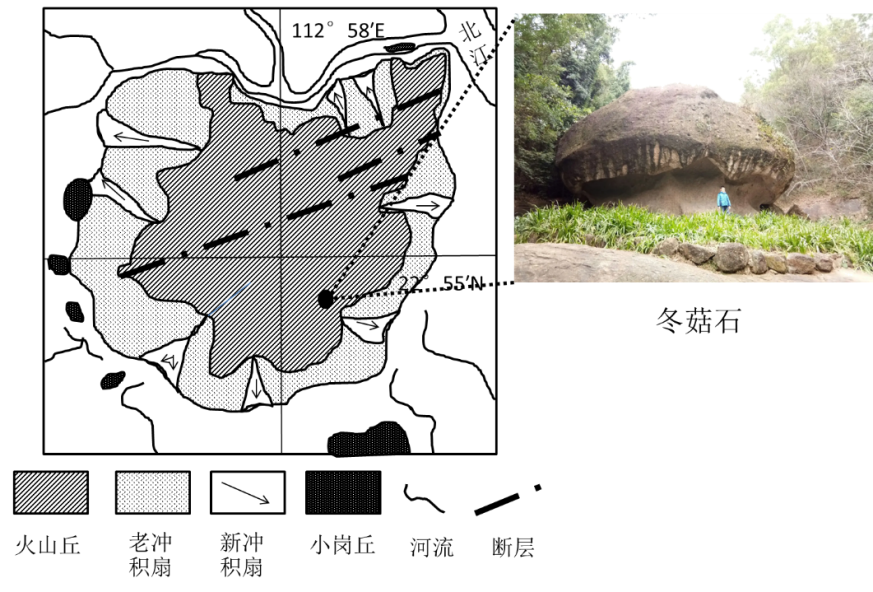 112° 58′E
北江
22° 55′N
冬菇石
火山丘
老冲积扇
新冲积扇
小岗丘
河流
断层